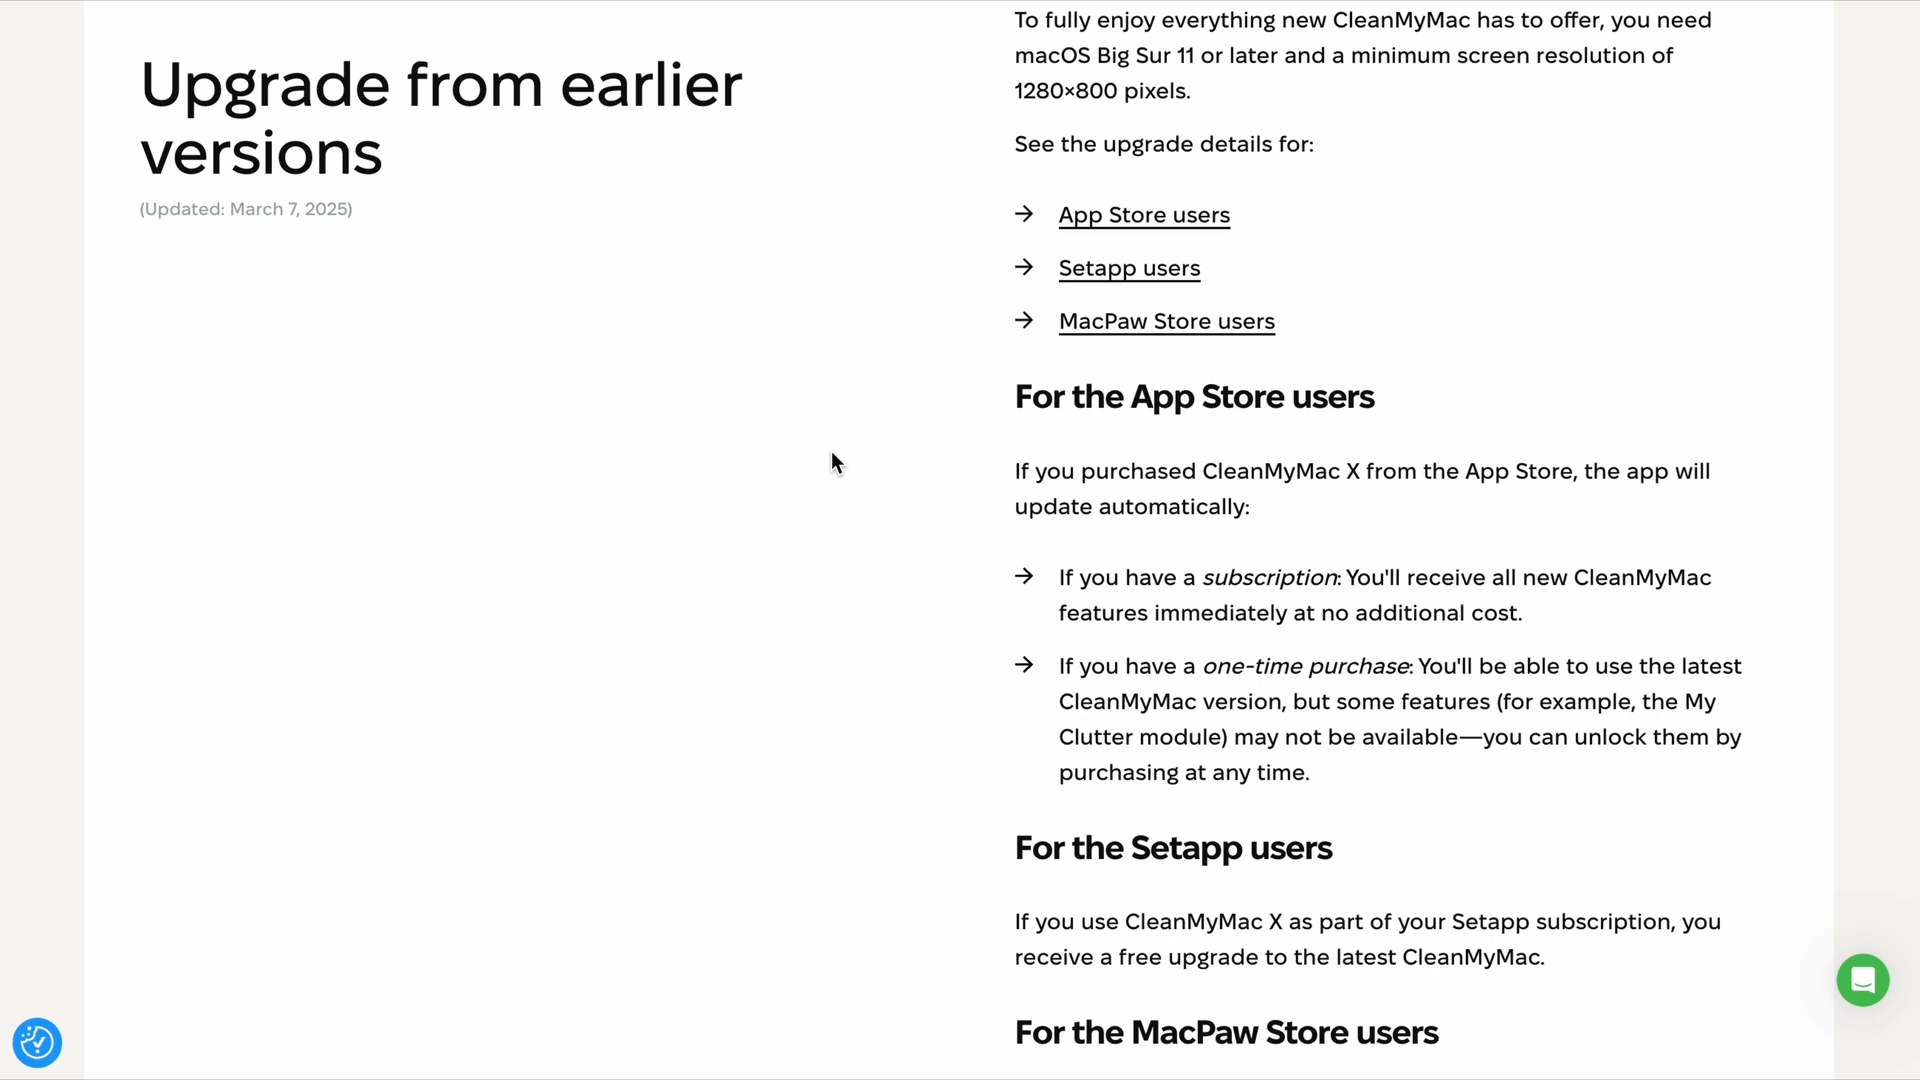 Upgrade from earlier
versions
(Updated: March 7, 2025)
To fully enjoy everything new CleanMyMac has to offer, you need
macOS Big Sur 11 or later and a minimum screen resolution of
1280×800 pixels.
See the upgrade details for:
→ App Store users
→ Setapp users
→ MacPaw Store users
For the App Store users
If you purchased CleanMyMac X from the App Store, the app will
update automatically:
→ If you have a subscription: You'll receive all new CleanMyMac
features immediately at no additional cost.
→ If you have a one-time purchase: You'll be able to use the latest
CleanMyMac version, but some features (for example, the My
Clutter module) may not be available—you can unlock them by
purchasing at any time.
For the Setapp users
If you use CleanMyMac X as part of your Setapp subscription, you
receive a free upgrade to the latest CleanMyMac.
For the MacPaw Store users